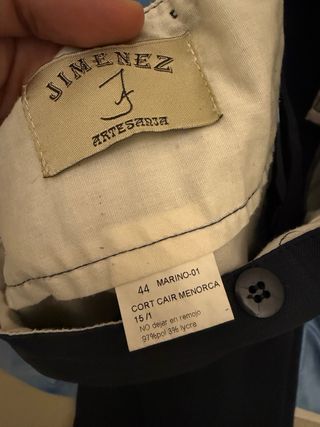 JIMENEZ
ARTESANIA
44 MARINO-01
CORT CAIR MENORCA
15 /1
NO dejar en remojo
97%pol 3% lycra